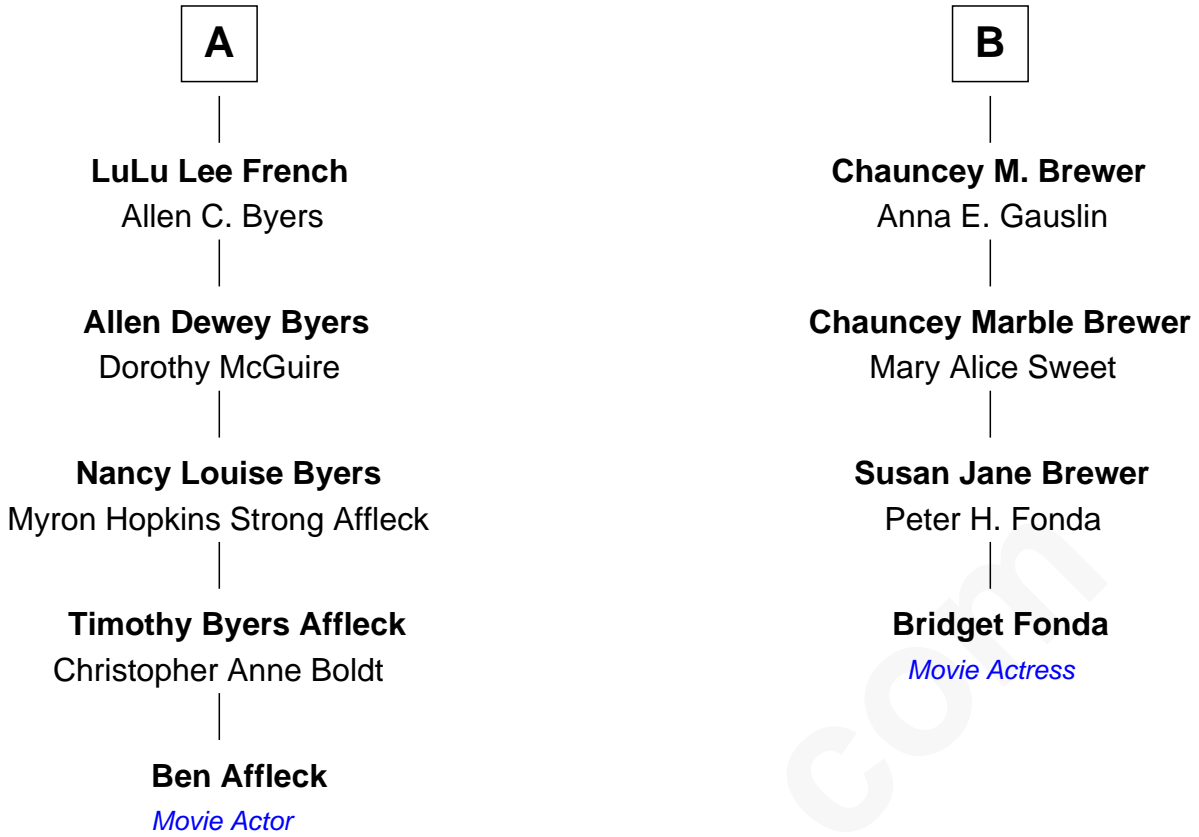 A
LuLu Lee French
Allen C. Byers
Allen Dewey Byers
Dorothy McGuire
Nancy Louise Byers
Myron Hopkins Strong Affleck
Timothy Byers Affleck
Christopher Anne Boldt
Ben Affleck
Movie Actor
B
Chauncey M. Brewer
Anna E. Gauslin
Chauncey Marble Brewer
Mary Alice Sweet
Susan Jane Brewer
Peter H. Fonda
Bridget Fonda
Movie Actress
com